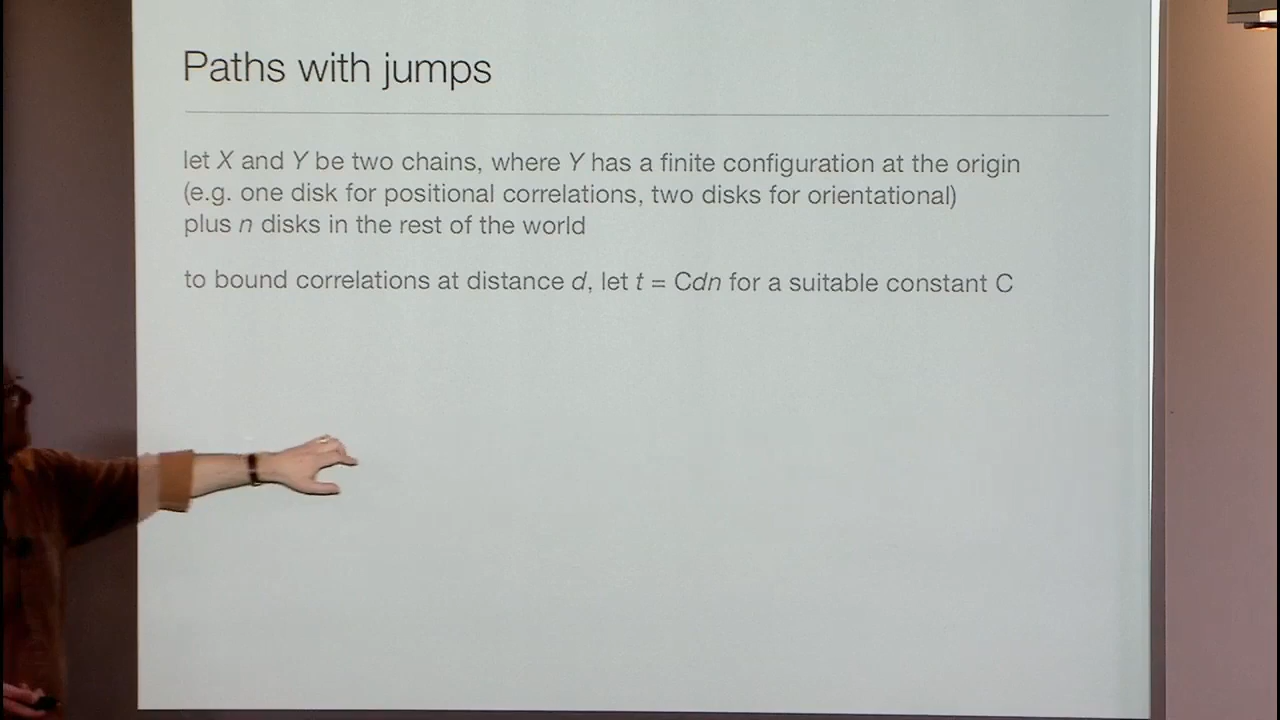 Paths with jumps
let X and Y be two chains, where Y has a finite configuration at the origin
(e.g. one disk for positional correlations, two disks for orientational)
plus n disks in the rest of the world
to bound correlations at distance d, let t = Cdn for a suitable constant C